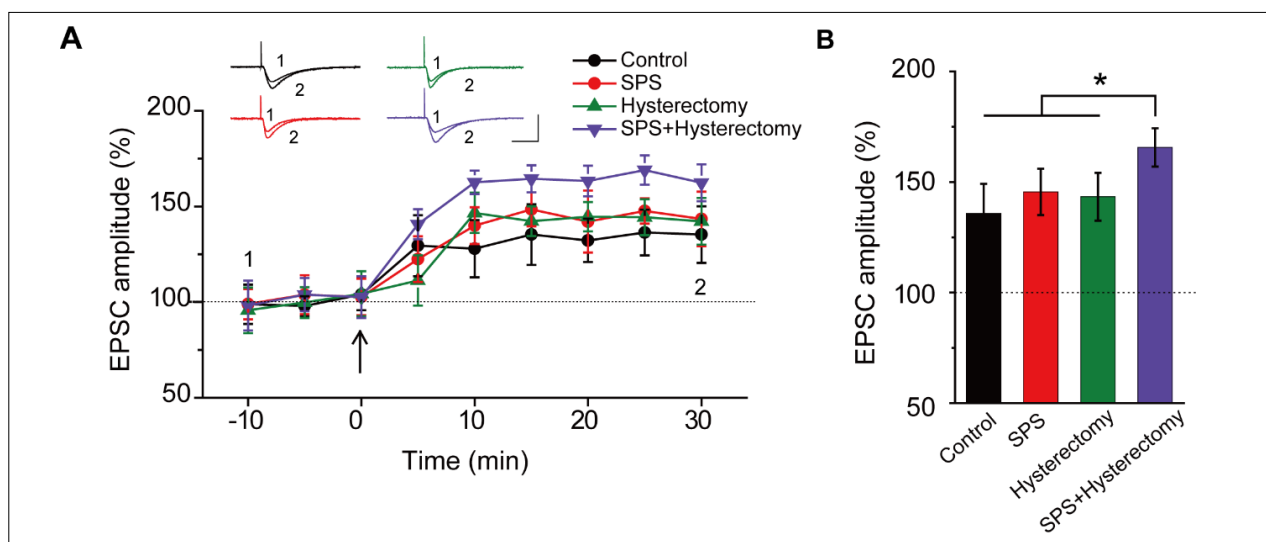 A
1
2
1
2
1
2
1
2
Control
SPS
Hysterectomy
SPS+Hysterectomy
EPSC amplitude (%)
200
150
100
50
1
2
-10
0
10
20
30
Time (min)
B
*
EPSC amplitude (%)
200
150
100
50
Control
SPS
Hysterectomy
SPS+Hysterectomy